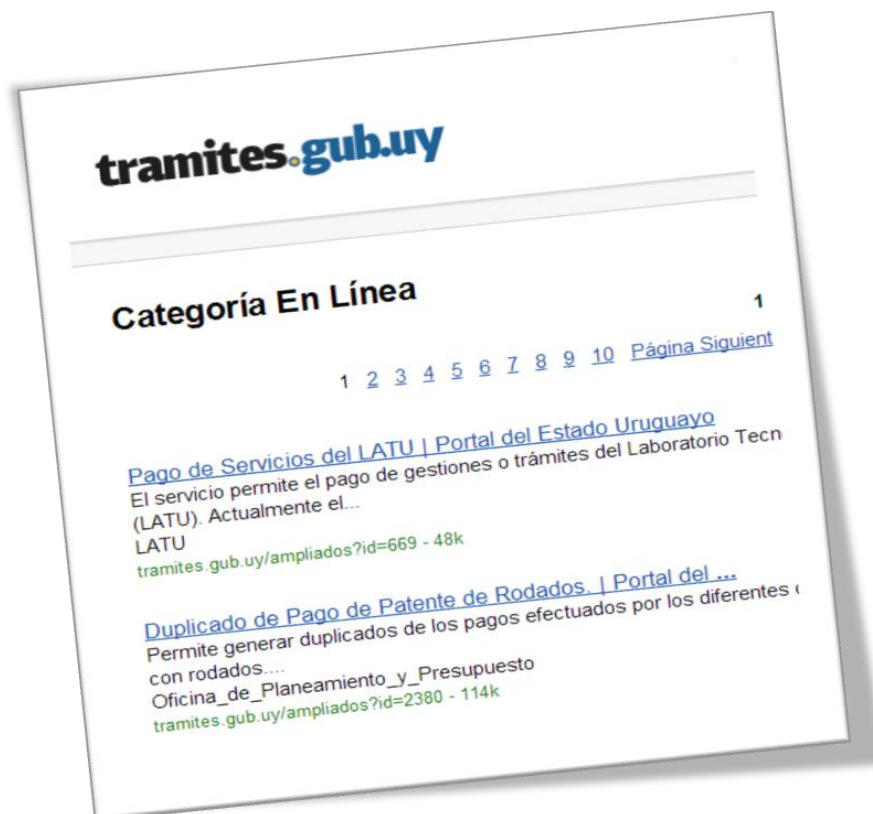 tramites.gub.uy
Categoría En Línea
1
1 2 3 4 5 6 7 8 9 10 Página Siguient
Pago de Servicios del LATU | Portal del Estado Uruguayo
El servicio permite el pago de gestiones o trámites del Laboratorio Tecn
(LATU). Actualmente el...
LATU
tramites.gub.uy/ampliados?id=669 - 48k
Duplicado de Pago de Patente de Rodados. | Portal del ...
Permite generar duplicados de los pagos efectuados por los diferentes
con rodados....
Oficina_de_Planeamiento_y_Presupuesto
tramites.gub.uy/ampliados?id=2380 - 114k